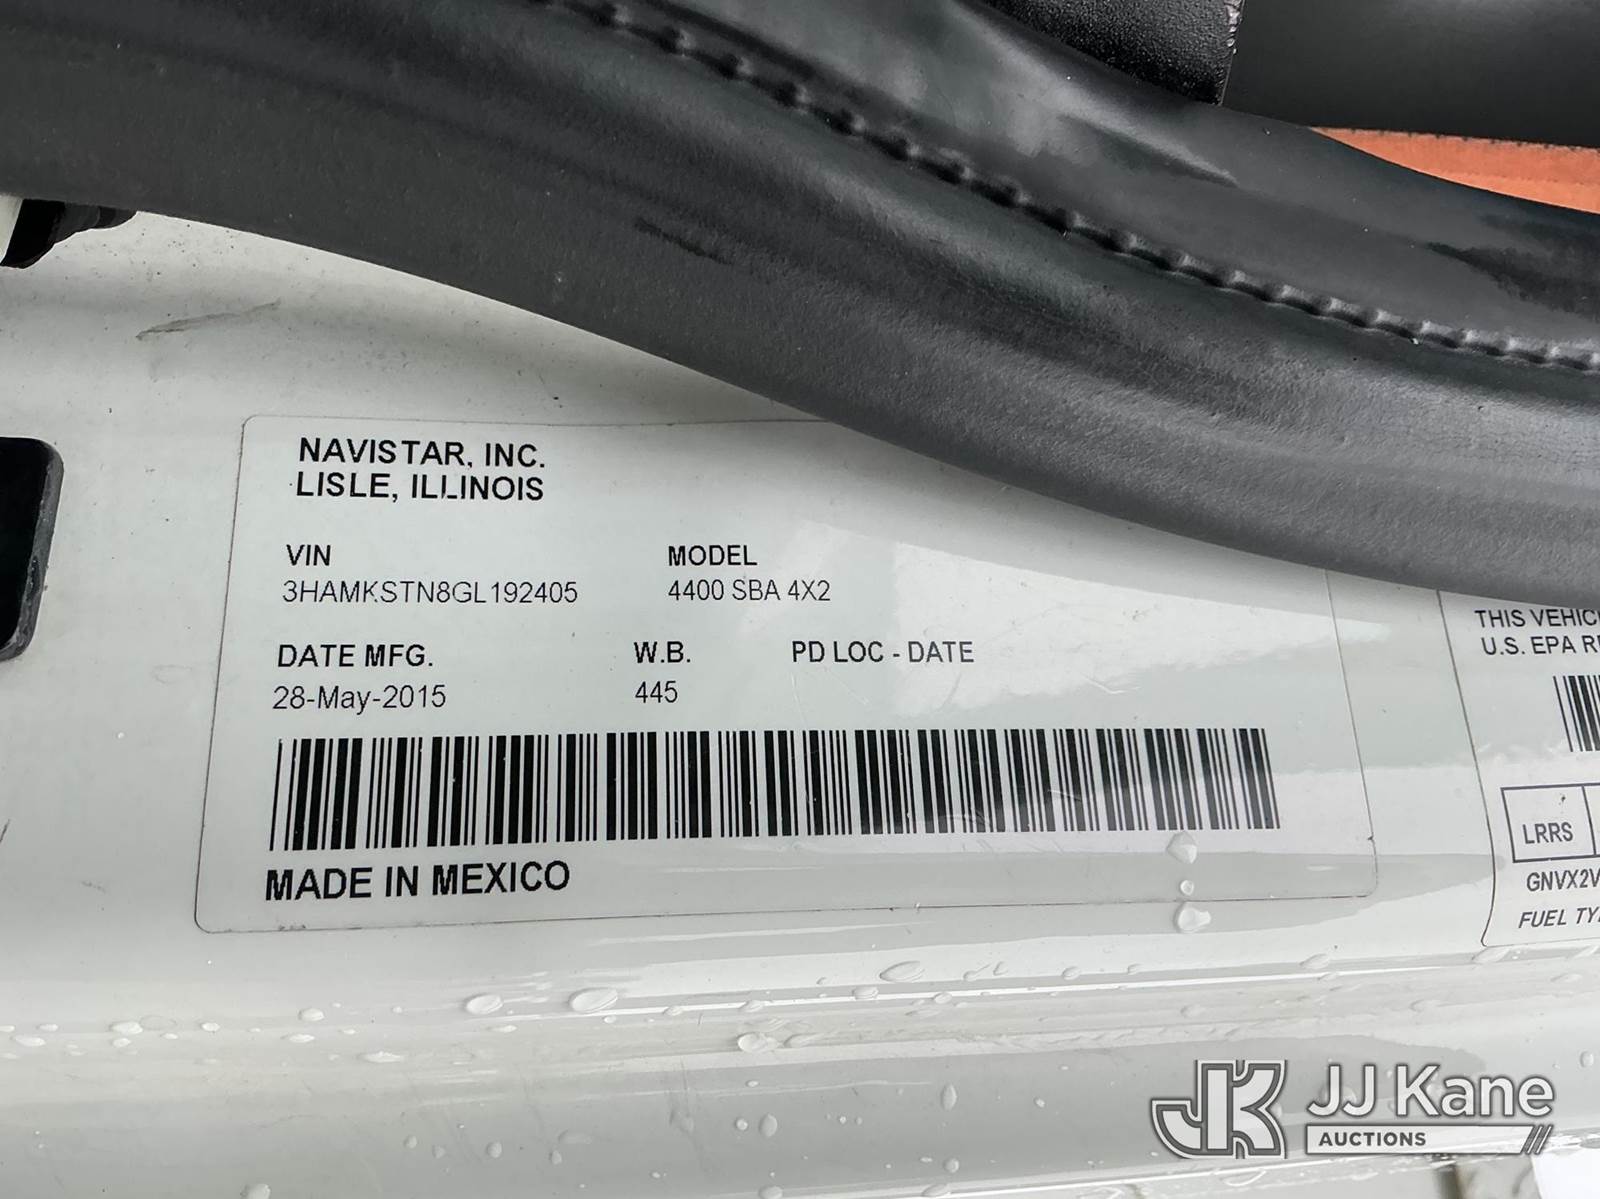 NAVISTAR, INC.
LISLE, ILLINOIS
VIN MODEL
3HAMKSTN8GL192405 4400 SBA 4X2
DATE MFG. W.B. PD LOC - DATE
28-May-2015 445
MADE IN MEXICO
THIS VEHIC
U.S. EPA R
LRRS
GNVX2V
FUEL TY
JK JJ Kane
AUCTIONS